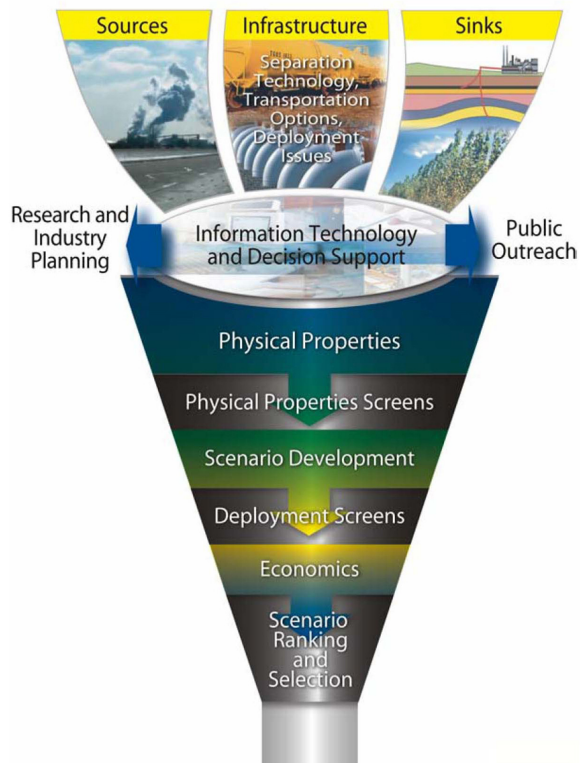 Sources
Infrastructure
Sinks
Separation
Technology,
Transportation
Options,
Deployment
Issues
Research and
Industry
Planning
Information Technology
and Decision Support
Public
Outreach
Physical Properties
Physical Properties Screens
Scenario Development
Deployment Screens
Economics
Scenario
Ranking
and
Selection